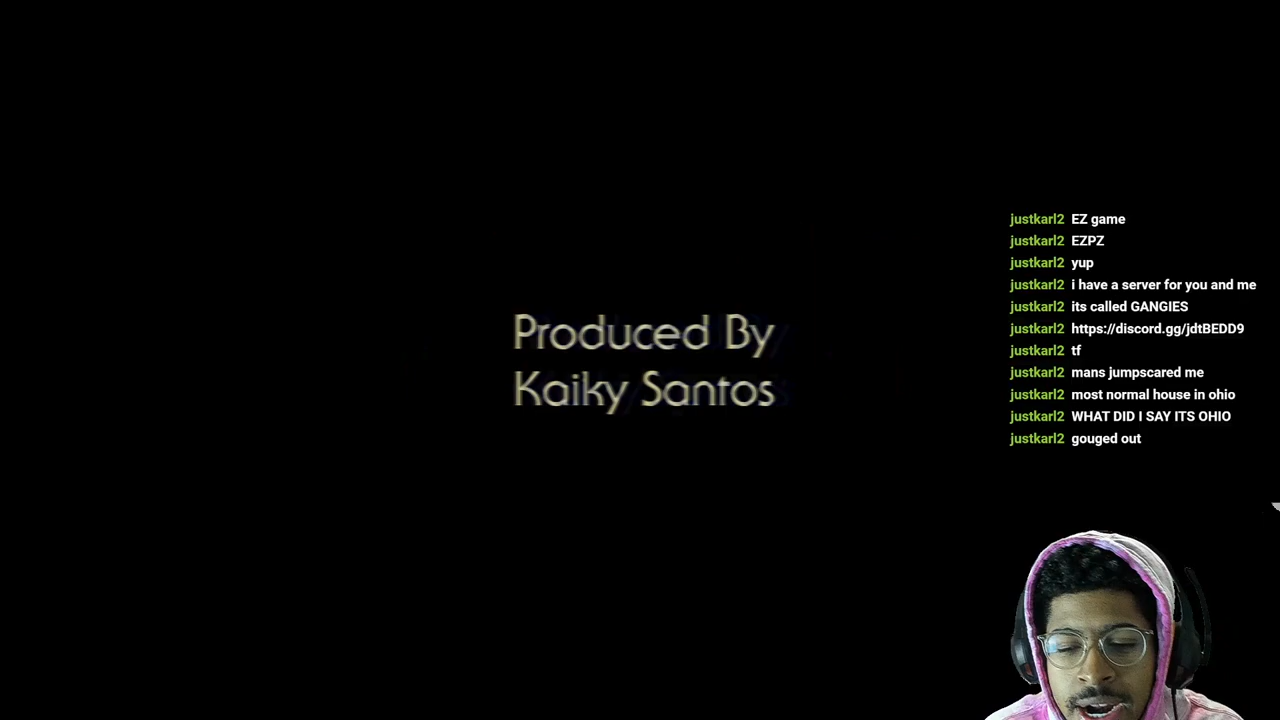 Produced By
Kaiky Santos
justkarl2 EZ game
justkarl2 EZPZ
justkarl2 yup
justkarl2 i have a server for you and me
justkarl2 its called GANGIES
justkarl2 https://discord.gg/jdtBEDD9
justkarl2 tf
justkarl2 mans jumpscared me
justkarl2 most normal house in ohio
justkarl2 WHAT DID I SAY ITS OHIO
justkarl2 gouged out